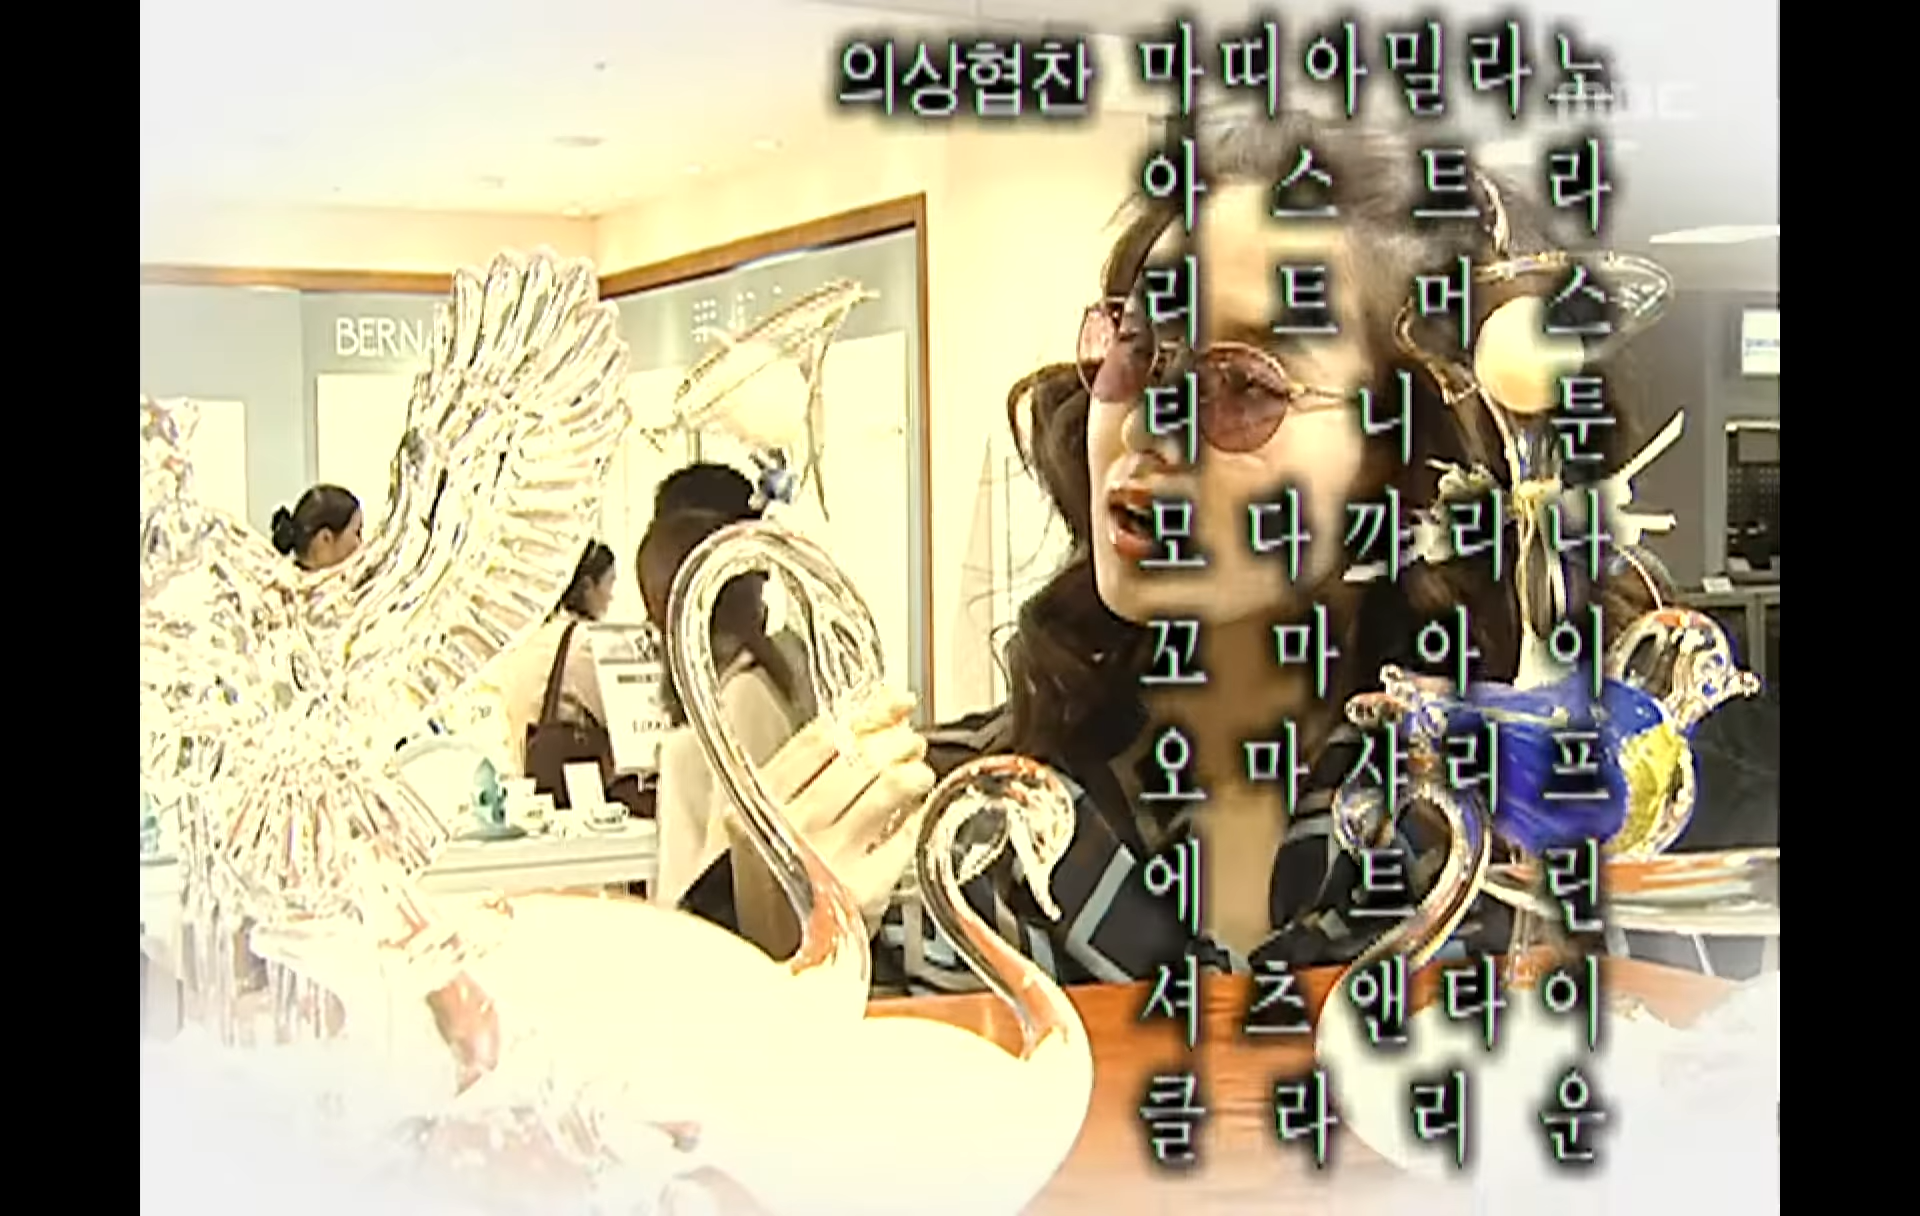 의상협찬 마띠아밀라노
MBC
아스트라
리트머스
티니툰
모다까리나
꼬마아이
오마샤리프
에트린
셔츠앤타이
클라리운
BERNA